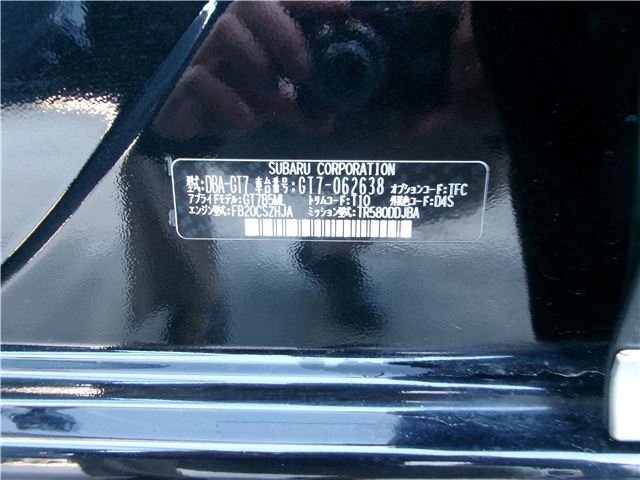 SUBARU CORPORATION
型式:DBA-GT7 車台番号:GT7-062638 オプションコード:TFC
アプライドモデル:GT7B5ML トリムコード:T10 外装色コード:D4S
エンジン型式:FB20CSZHJA ミッション型式:TR580DDJBA